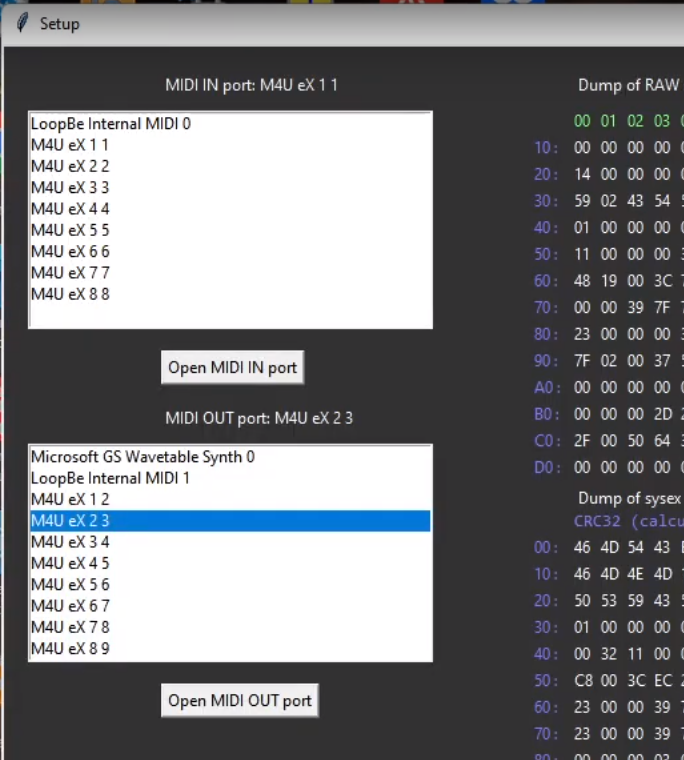 Setup
MIDI IN port: M4U eX 1 1
LoopBe Internal MIDI 0
M4U eX 1 1
M4U eX 2 2
M4U eX 3 3
M4U eX 4 4
M4U eX 5 5
M4U eX 6 6
M4U eX 7 7
M4U eX 8 8
Open MIDI IN port
MIDI OUT port: M4U eX 2 3
Microsoft GS Wavetable Synth 0
LoopBe Internal MIDI 1
M4U eX 1 2
M4U eX 2 3
M4U eX 3 4
M4U eX 4 5
M4U eX 5 6
M4U eX 6 7
M4U eX 7 8
M4U eX 8 9
Open MIDI OUT port
Dump of RAW
00 01 02 03
10: 00 00 00 00
20: 14 00 00 00
30: 59 02 43 54
40: 01 00 00 00
50: 11 00 00 00
60: 48 19 00 3C
70: 00 00 39 7F
80: 23 00 00 00
90: 7F 02 00 37
A0: 00 00 00 00
B0: 00 00 00 2D
C0: 2F 00 50 64
D0: 00 00 00 00
Dump of sysex
CRC32 (calcu
00: 46 4D 54 43
10: 46 4D 4E 4D
20: 50 53 59 43
30: 01 00 00 00
40: 00 32 11 00
50: C8 00 3C EC
60: 23 00 00 39
70: 23 00 00 39